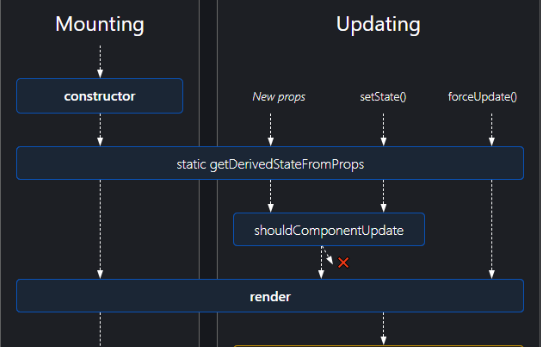 Mounting
Updating
constructor
New props
setState()
forceUpdate()
static getDerivedStateFromProps
shouldComponentUpdate
render